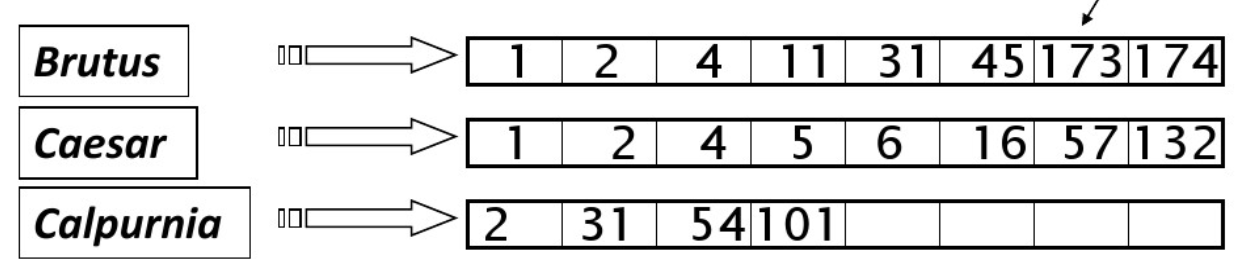 Brutus 1 2 4 11 31 45 173 174
Caesar 1 2 4 5 6 16 57 132
Calpurnia 2 31 54 101